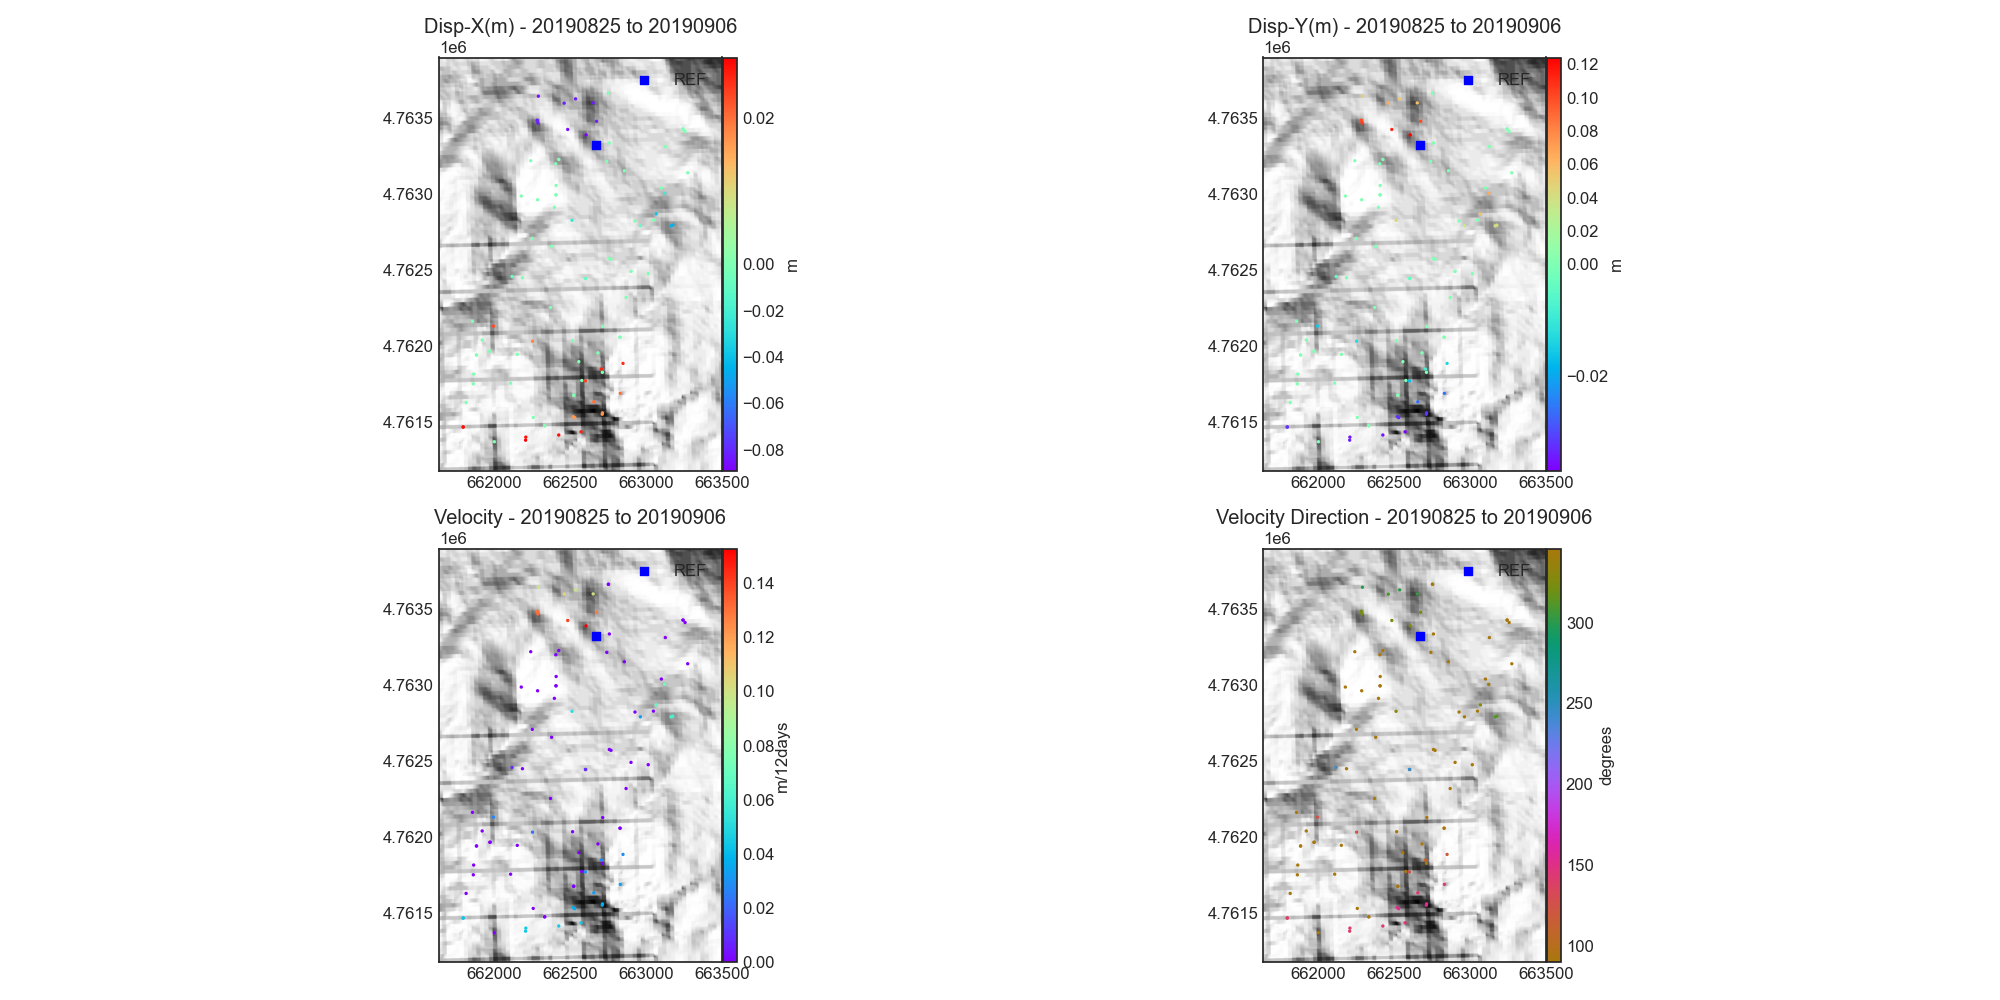 Disp-X(m) - 20190825 to 20190906
1e6
REF
4.7635
4.7630
4.7625
4.7620
4.7615
662000 662500 663000 663500
0.02
0.00
−0.02
−0.04
−0.06
−0.08
m
Disp-Y(m) - 20190825 to 20190906
1e6
REF
4.7635
4.7630
4.7625
4.7620
4.7615
662000 662500 663000 663500
0.12
0.10
0.08
0.06
0.04
0.02
0.00
−0.02
m
Velocity - 20190825 to 20190906
1e6
REF
4.7635
4.7630
4.7625
4.7620
4.7615
662000 662500 663000 663500
0.14
0.12
0.10
0.08
0.06
0.04
0.02
0.00
m/12days
Velocity Direction - 20190825 to 20190906
1e6
REF
4.7635
4.7630
4.7625
4.7620
4.7615
662000 662500 663000 663500
300
250
200
150
100
degrees